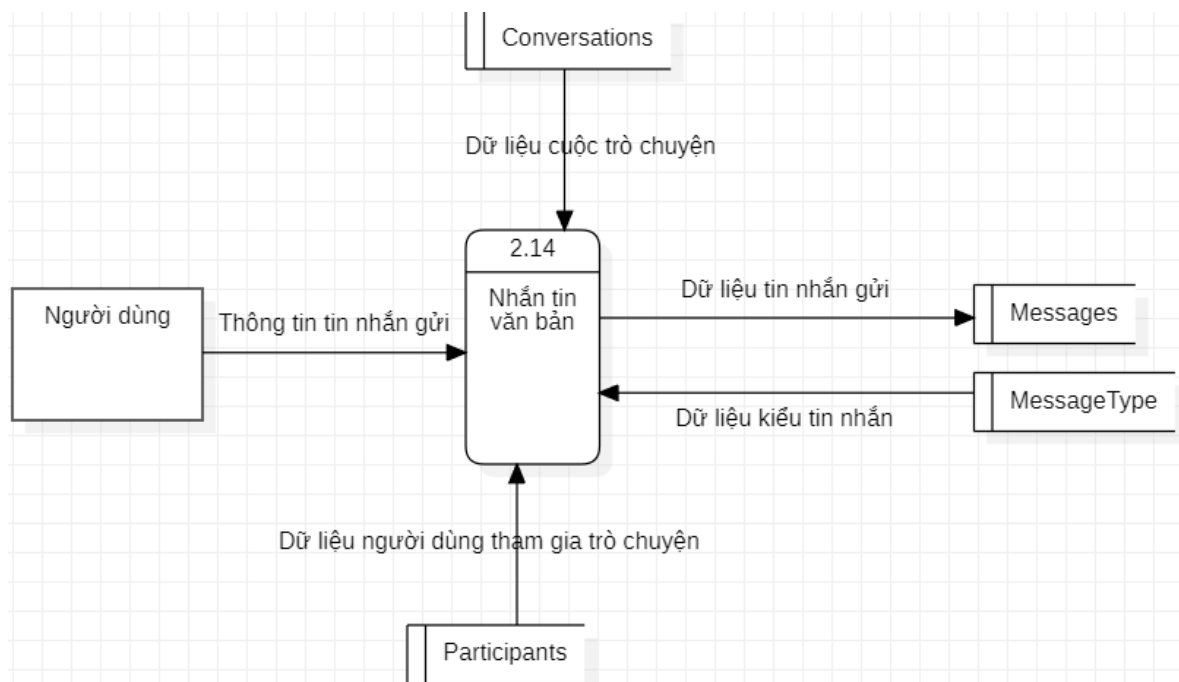 Conversations
Dữ liệu cuộc trò chuyện
2.14
Nhắn tin
văn bản
Người dùng
Thông tin tin nhắn gửi
Dữ liệu tin nhắn gửi
Messages
MessageType
Dữ liệu kiểu tin nhắn
Dữ liệu người dùng tham gia trò chuyện
Participants